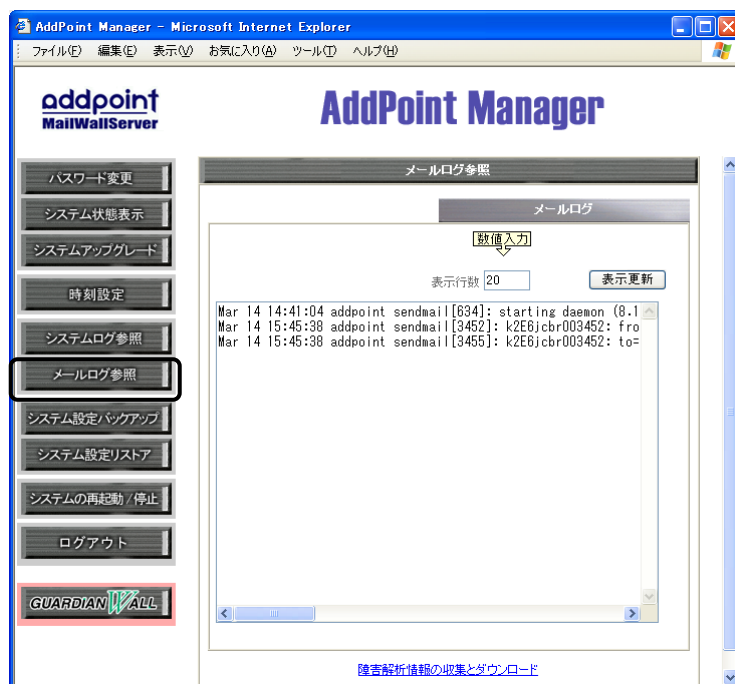 AddPoint Manager - Microsoft Internet Explorer
ファイル(F) 編集(E) 表示(V) お気に入り(A) ツール(T) ヘルプ(H)
addpoint
MailWallServer
AddPoint Manager
パスワード変更
システム状態表示
システムアップグレード
時刻設定
システムログ参照
メールログ参照
システム設定バックアップ
システム設定リストア
システムの再起動/停止
ログアウト
GUARDIANWALL
メールログ参照
メールログ
数値入力
表示行数 20 表示更新
Mar 14 14:41:04 addpoint sendmail[634]: starting daemon (8.1
Mar 14 15:45:38 addpoint sendmail[3452]: k2E6jcbr003452: fro
Mar 14 15:45:38 addpoint sendmail[3455]: k2E6jcbr003452: to=
障害解析情報の収集とダウンロード